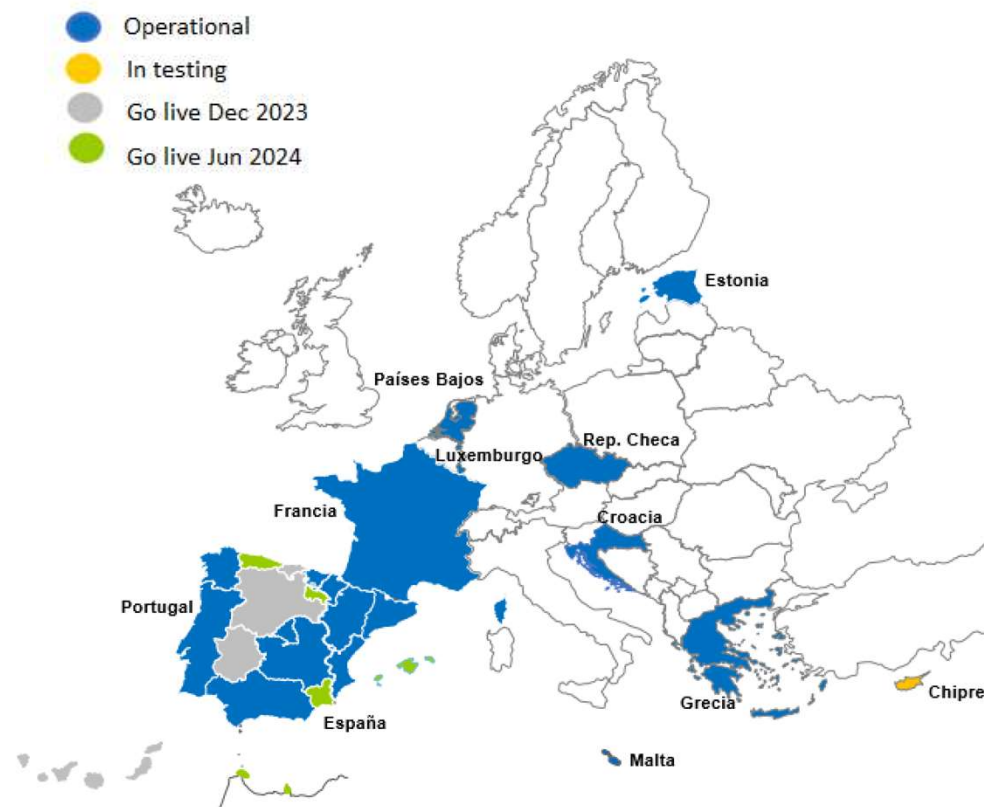 Operational
In testing
Go live Dec 2023
Go live Jun 2024
Estonia
Países Bajos
Rep. Checa
Luxemburgo
Francia
Croacia
Portugal
Chipre
Grecia
España
Malta